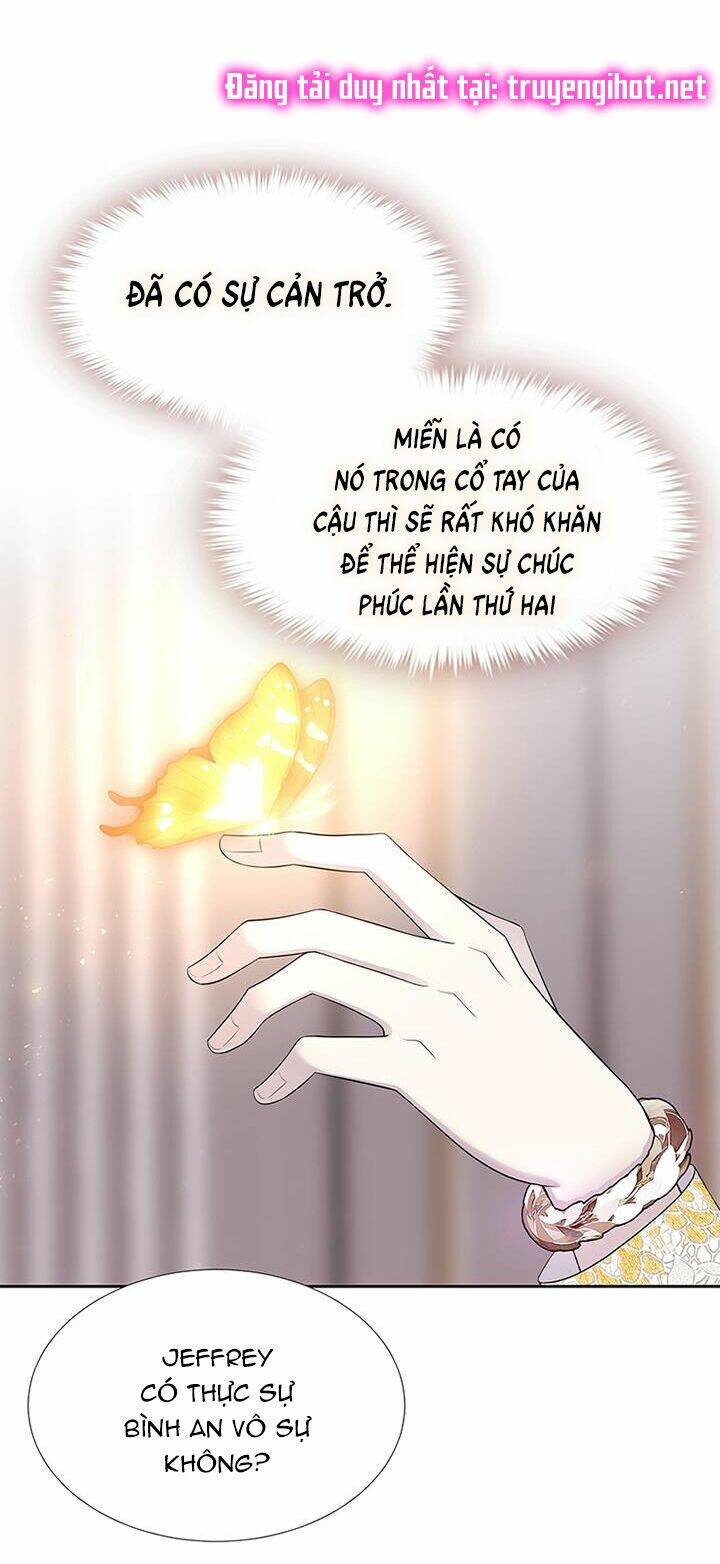 Đăng tải duy nhất tại: truyengihot.net
ĐÃ CÓ SỰ CẢN TRỞ.
MIỄN LÀ CÓ
NÓ TRONG CỔ TAY CỦA
CẬU THÌ SẼ RẤT KHÓ KHĂN
ĐỂ THỂ HIỆN SỰ CHÚC
PHÚC LẦN THỨ HAI
JEFFREY
CÓ THỰC SỰ
BÌNH AN VÔ SỰ
KHÔNG?